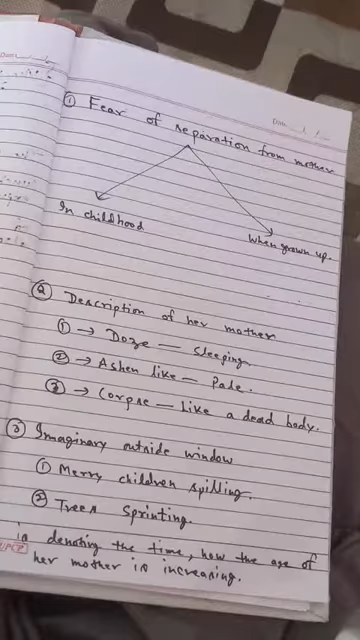 Date
① Fear of separation from mother
In childhood
When grown up.
② Description of her mother
① → Doze — sleeping
② → Ashen like — Pale.
③ → Corpse — Like a dead body.
③ Imaginary outside window
① Merry children spilling.
② Trees Sprinting.
is denoting the time, how the age of
her mother is increasing.